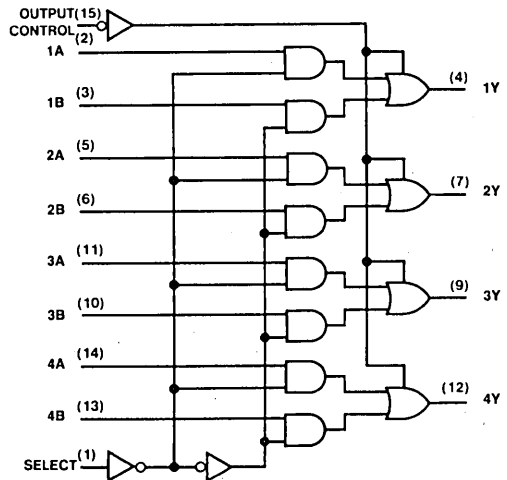 OUTPUT (15)
CONTROL
(2)
1A
(4)
1Y
(3)
1B
(5)
2A
(7)
2Y
(6)
2B
(11)
3A
(9)
3Y
(10)
3B
(14)
4A
(12)
4Y
(13)
4B
SELECT (1)